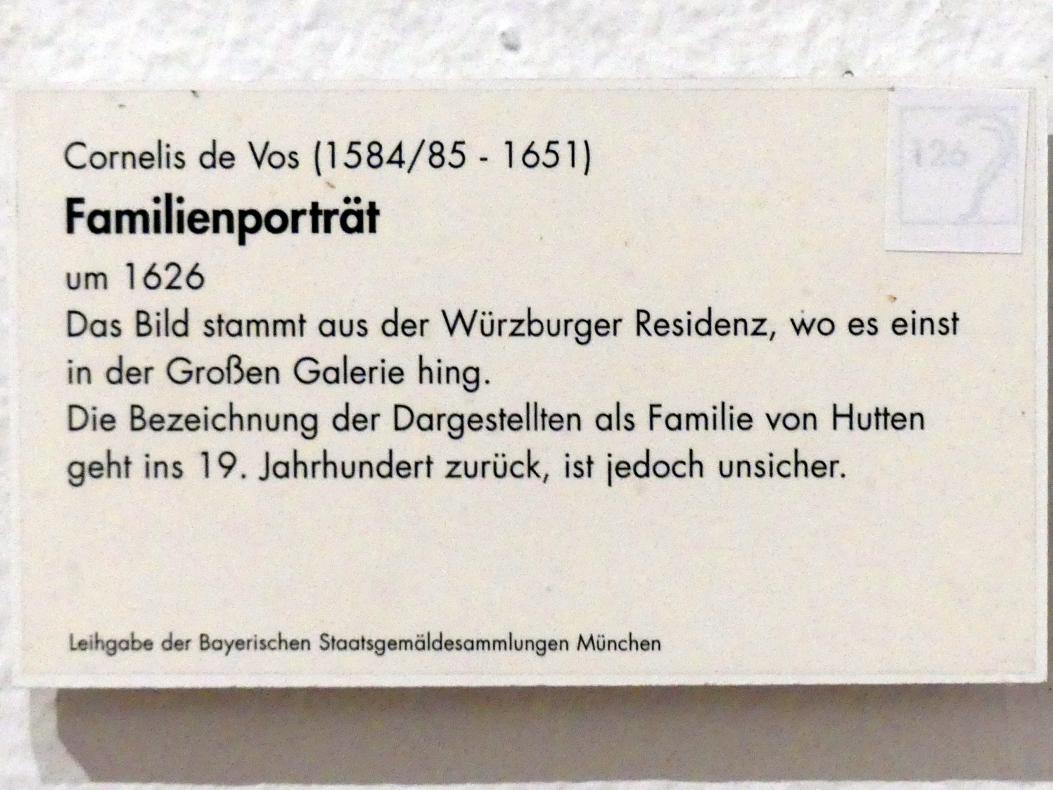 Cornelis de Vos (1584/85 - 1651)
126
Familienporträt
um 1626
Das Bild stammt aus der Würzburger Residenz, wo es einst
in der Großen Galerie hing.
Die Bezeichnung der Dargestellten als Familie von Hutten
geht ins 19. Jahrhundert zurück, ist jedoch unsicher.
Leihgabe der Bayerischen Staatsgemäldesammlungen München